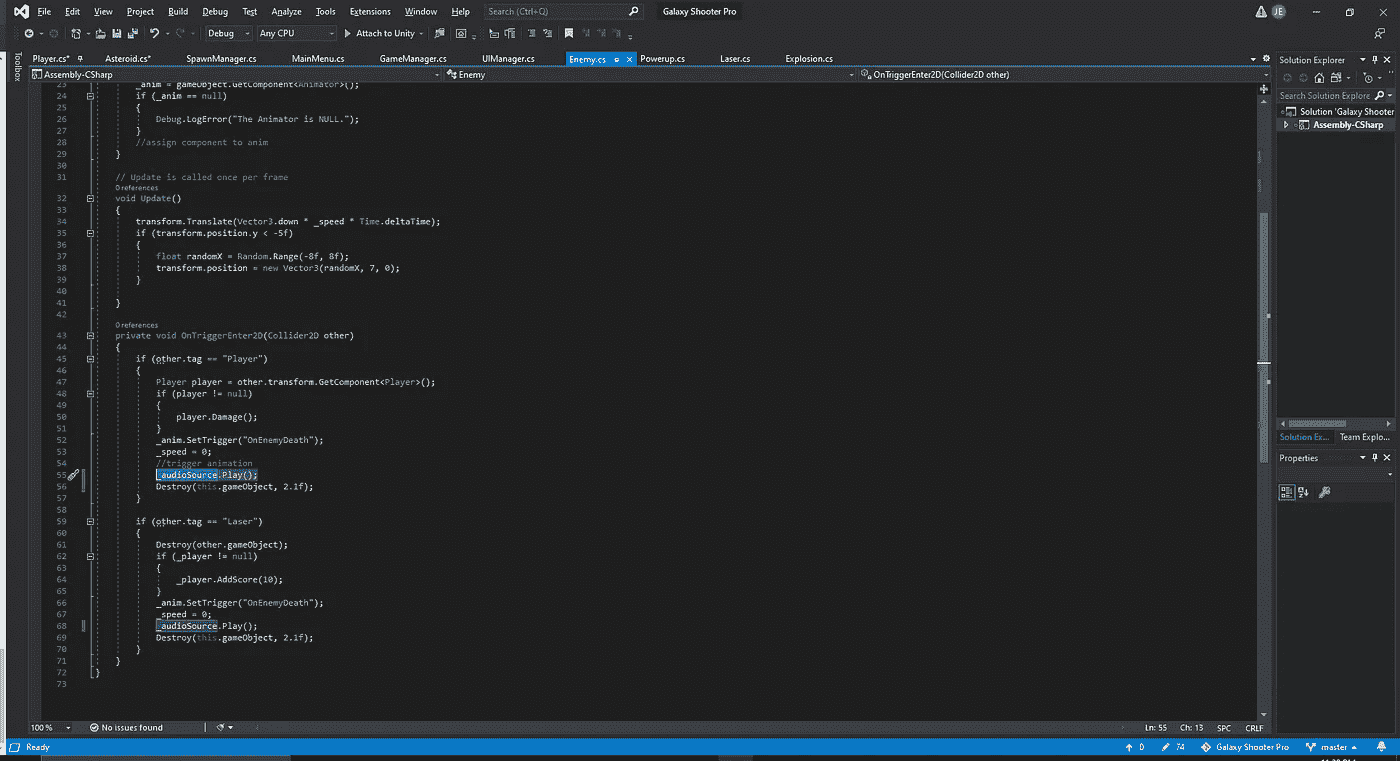 File Edit View Project Build Debug Test Analyze Tools Extensions Window Help Search (Ctrl+Q) Galaxy Shooter Pro JE
Debug Any CPU Attach to Unity
Toolbox
Player.cs* Asteroid.cs* SpawnManager.cs MainMenu.cs GameManager.cs UIManager.cs Enemy.cs Powerup.cs Laser.cs Explosion.cs
Assembly-CSharp Enemy OnTriggerEnter2D(Collider2D other)
23 _anim = gameObject.GetComponent<Animator>();
24 if (_anim == null)
25 {
26 Debug.LogError("The Animator is NULL.");
27 }
28 //assign component to anim
29 }
30
31 // Update is called once per frame
0 references
32 void Update()
33 {
34 transform.Translate(Vector3.down * _speed * Time.deltaTime);
35 if (transform.position.y < -5f)
36 {
37 float randomX = Random.Range(-8f, 8f);
38 transform.position = new Vector3(randomX, 7, 0);
39 }
40
41 }
42
0 references
43 private void OnTriggerEnter2D(Collider2D other)
44 {
45 if (other.tag == "Player")
46 {
47 Player player = other.transform.GetComponent<Player>();
48 if (player != null)
49 {
50 player.Damage();
51 }
52 _anim.SetTrigger("OnEnemyDeath");
53 _speed = 0;
54 //trigger animation
55 _audioSource.Play();
56 Destroy(this.gameObject, 2.1f);
57 }
58
59 if (other.tag == "Laser")
60 {
61 Destroy(other.gameObject);
62 if (_player != null)
63 {
64 _player.AddScore(10);
65 }
66 _anim.SetTrigger("OnEnemyDeath");
67 _speed = 0;
68 _audioSource.Play();
69 Destroy(this.gameObject, 2.1f);
70 }
71 }
72 }
73
100 % No issues found Ln: 55 Ch: 13 SPC CRLF
Solution Explorer
Search Solution Explore
Solution 'Galaxy Shooter
Assembly-CSharp
Solution Ex... Team Explo...
Properties
Ready 0 74 Galaxy Shooter Pro master